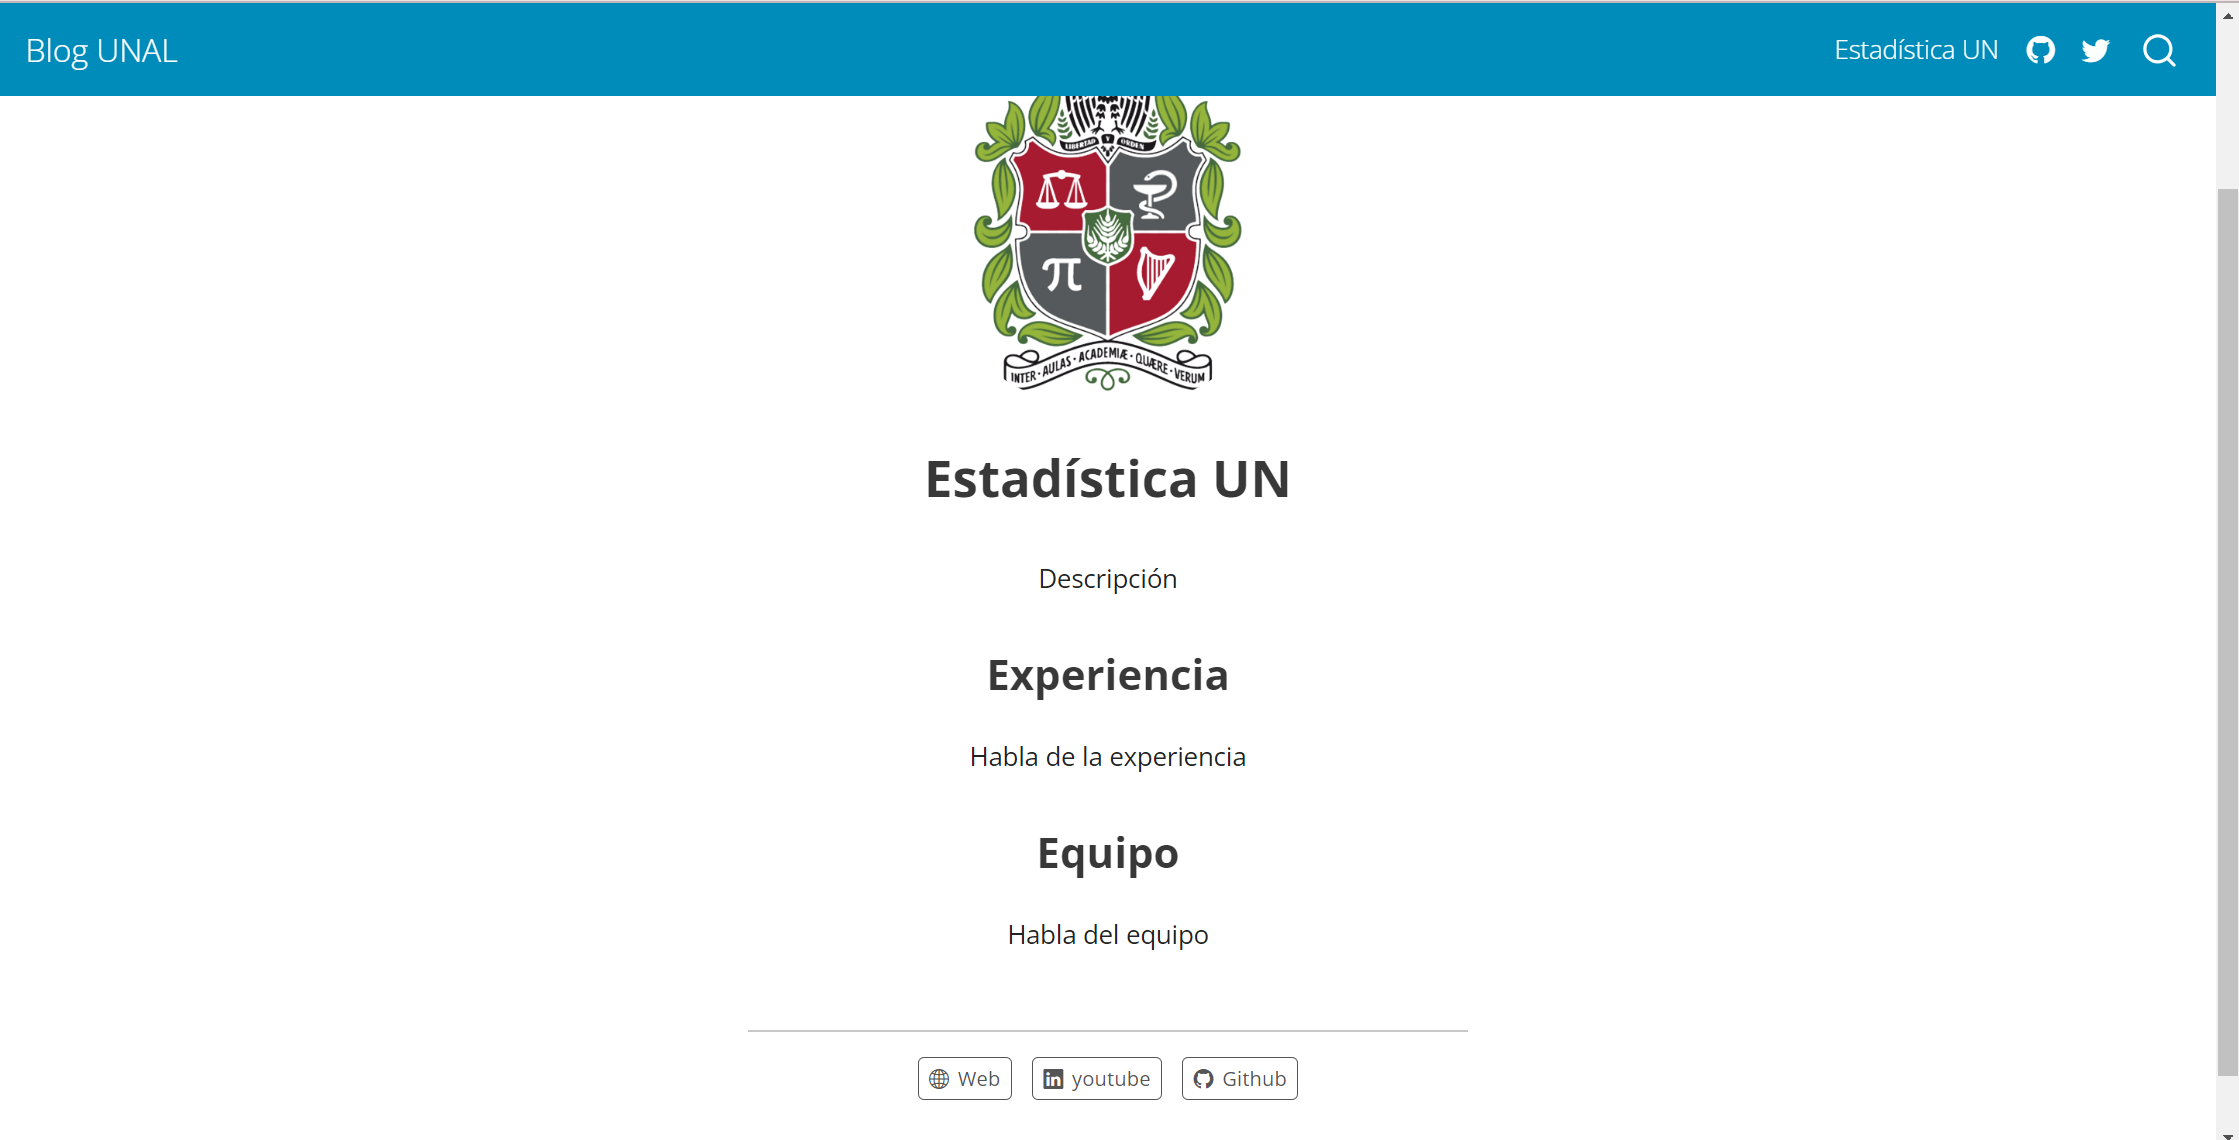 Blog UNAL
Estadística UN
LIBERTAD Y ORDEN
π
INTER · AULAS · ACADEMIÆ · QUÆRE · VERUM
Estadística UN
Descripción
Experiencia
Habla de la experiencia
Equipo
Habla del equipo
Web
in youtube
Github